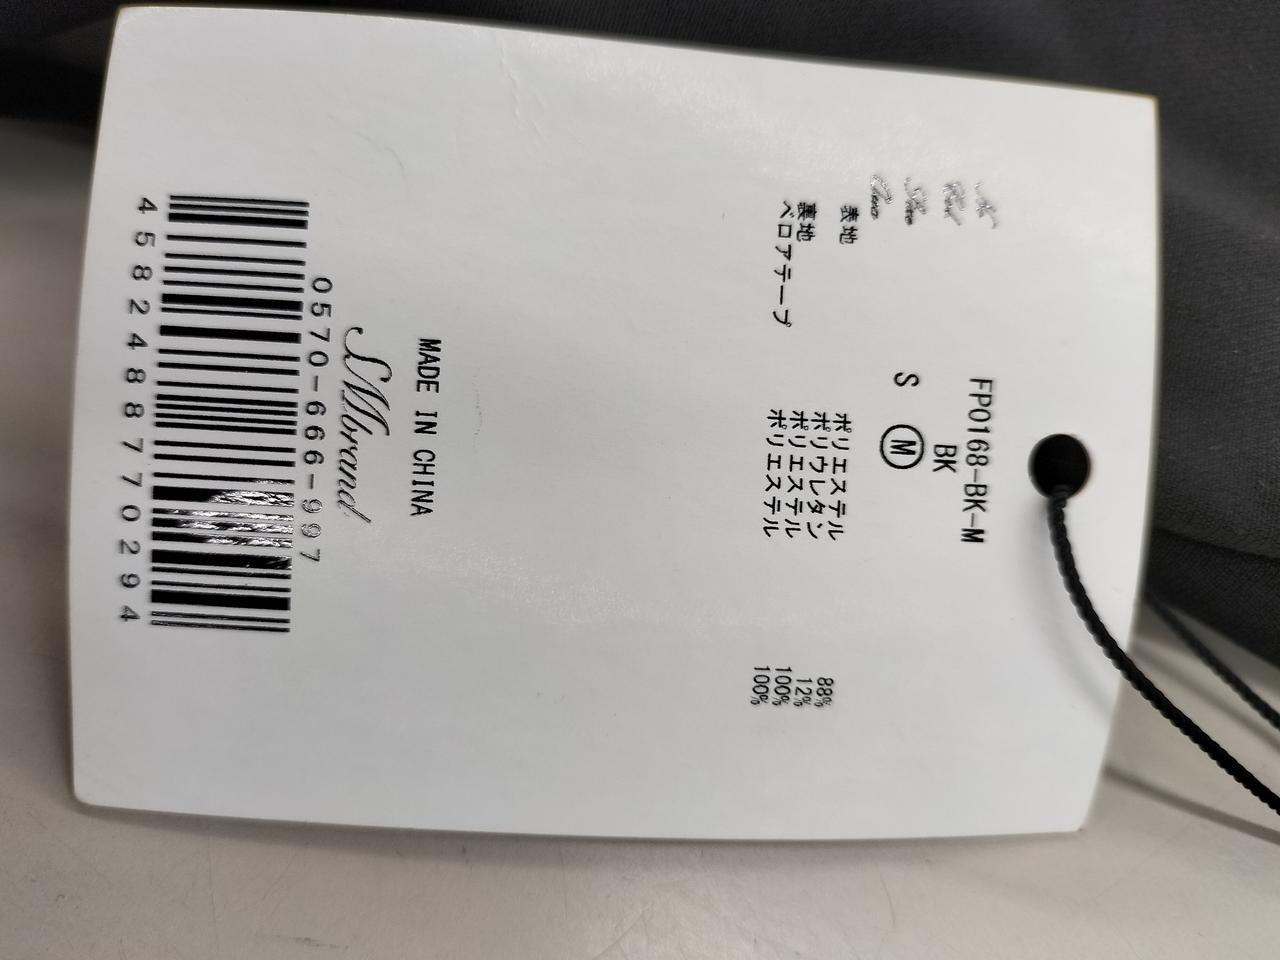 FP0168-BK-M
BK
S Ⓜ
表地 ポリエステル 88%
ポリウレタン 12%
裏地 ポリエステル 100%
ベロアテープ ポリエステル 100%
MADE IN CHINA
SMbrand
0570-666-997
4582488770294